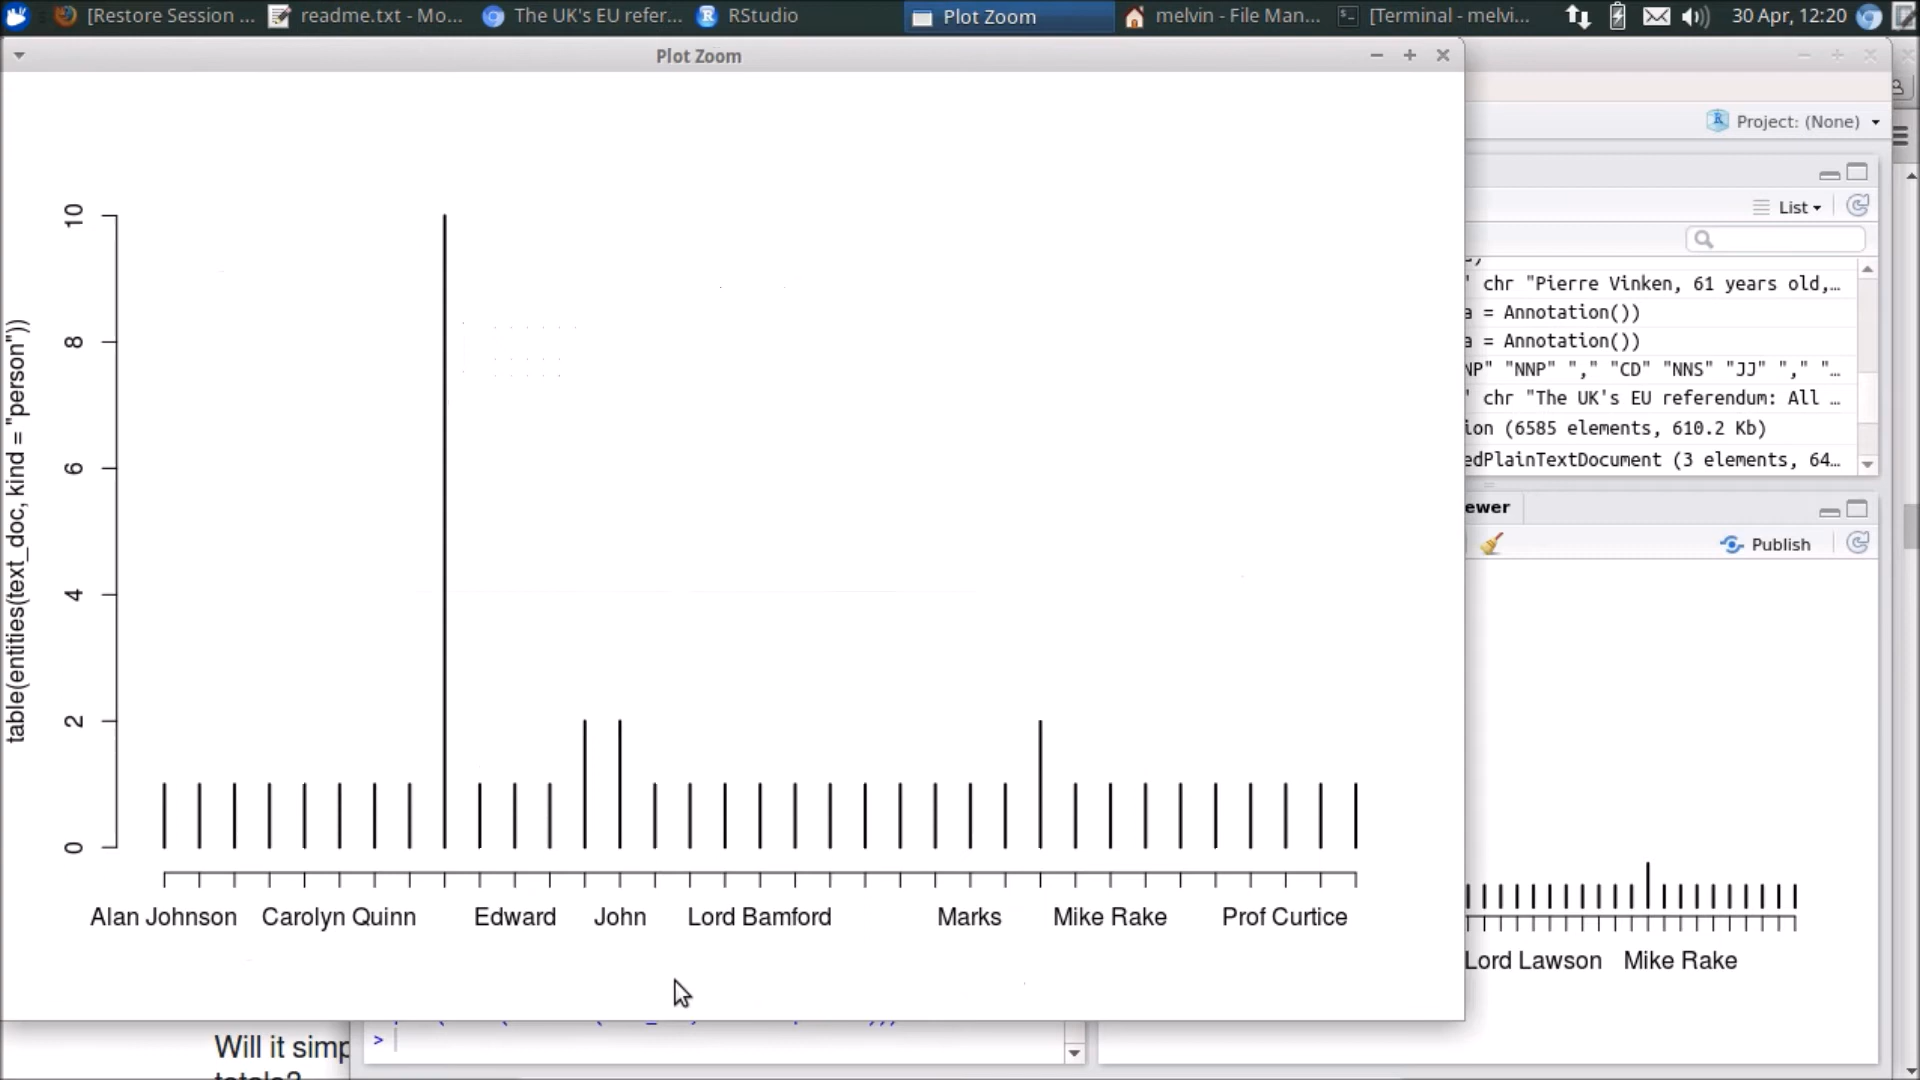 [Restore Session ...
readme.txt - Mo...
The UK's EU refer...
RStudio
Plot Zoom
melvin - File Man...
[Terminal - melvi...
30 Apr, 12:20
Plot Zoom
Project: (None)
List
chr "Pierre Vinken, 61 years old,…
a = Annotation())
a = Annotation())
NP" "NNP" "," "CD" "NNS" "JJ" "," "…
' chr "The UK's EU referendum: All …
ion (6585 elements, 610.2 Kb)
edPlainTextDocument (3 elements, 64…
ewer
Publish
table(entities(text_doc, kind = "person"))
10
8
6
4
2
0
Alan Johnson
Carolyn Quinn
Edward
John
Lord Bamford
Marks
Mike Rake
Prof Curtice
Lord Lawson
Mike Rake
Will it simp
>